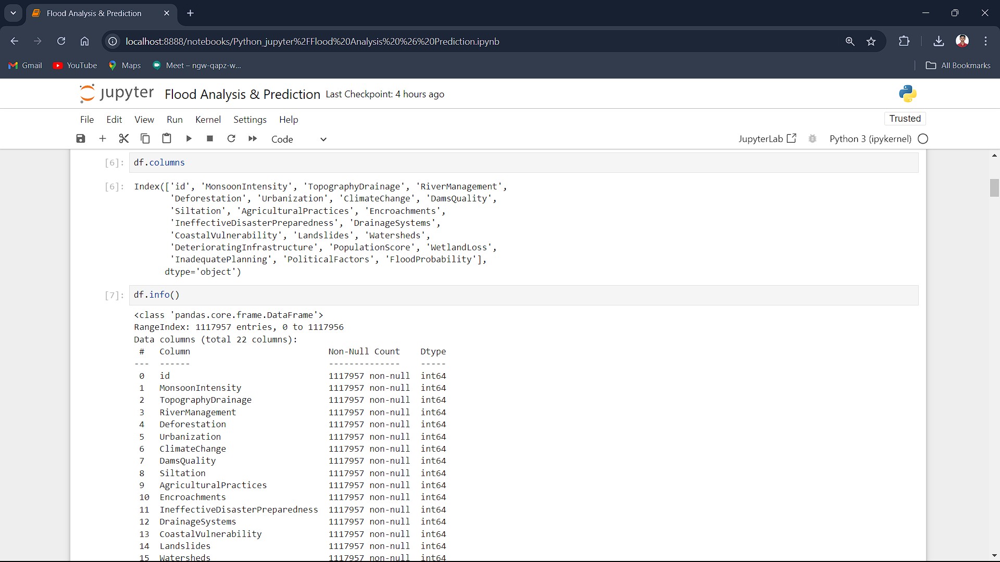 Flood Analysis & Prediction
localhost:8888/notebooks/Python_jupyter%2FFlood%20Analysis%20%26%20Prediction.ipynb
Gmail YouTube Maps Meet – ngw-qapz-w... All Bookmarks
jupyter Flood Analysis & Prediction Last Checkpoint: 4 hours ago
File Edit View Run Kernel Settings Help Trusted
Code JupyterLab Python 3 (ipykernel)
[6]: df.columns
[6]: Index(['id', 'MonsoonIntensity', 'TopographyDrainage', 'RiverManagement',
'Deforestation', 'Urbanization', 'ClimateChange', 'DamsQuality',
'Siltation', 'AgriculturalPractices', 'Encroachments',
'IneffectiveDisasterPreparedness', 'DrainageSystems',
'CoastalVulnerability', 'Landslides', 'Watersheds',
'DeterioratingInfrastructure', 'PopulationScore', 'WetlandLoss',
'InadequatePlanning', 'PoliticalFactors', 'FloodProbability'],
dtype='object')
[7]: df.info()
<class 'pandas.core.frame.DataFrame'>
RangeIndex: 1117957 entries, 0 to 1117956
Data columns (total 22 columns):
# Column Non-Null Count Dtype
--- ------ -------------- -----
0 id 1117957 non-null int64
1 MonsoonIntensity 1117957 non-null int64
2 TopographyDrainage 1117957 non-null int64
3 RiverManagement 1117957 non-null int64
4 Deforestation 1117957 non-null int64
5 Urbanization 1117957 non-null int64
6 ClimateChange 1117957 non-null int64
7 DamsQuality 1117957 non-null int64
8 Siltation 1117957 non-null int64
9 AgriculturalPractices 1117957 non-null int64
10 Encroachments 1117957 non-null int64
11 IneffectiveDisasterPreparedness 1117957 non-null int64
12 DrainageSystems 1117957 non-null int64
13 CoastalVulnerability 1117957 non-null int64
14 Landslides 1117957 non-null int64
15 Watersheds 1117957 non-null int64